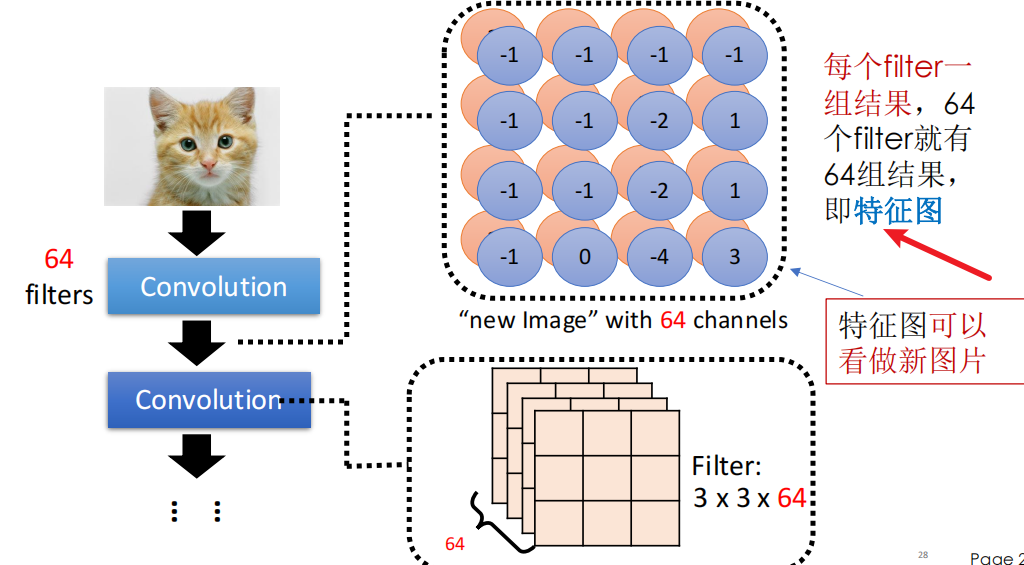 -1 -1 -1 -1
-1 -1 -2 1
-1 -1 -2 1
-1 0 -4 3
“new Image” with 64 channels
每个filter一
组结果，64
个filter就有
64组结果，
即特征图
特征图可以
看做新图片
64
filters
Convolution
Convolution
Filter:
3 x 3 x 64
64
28
Page 2